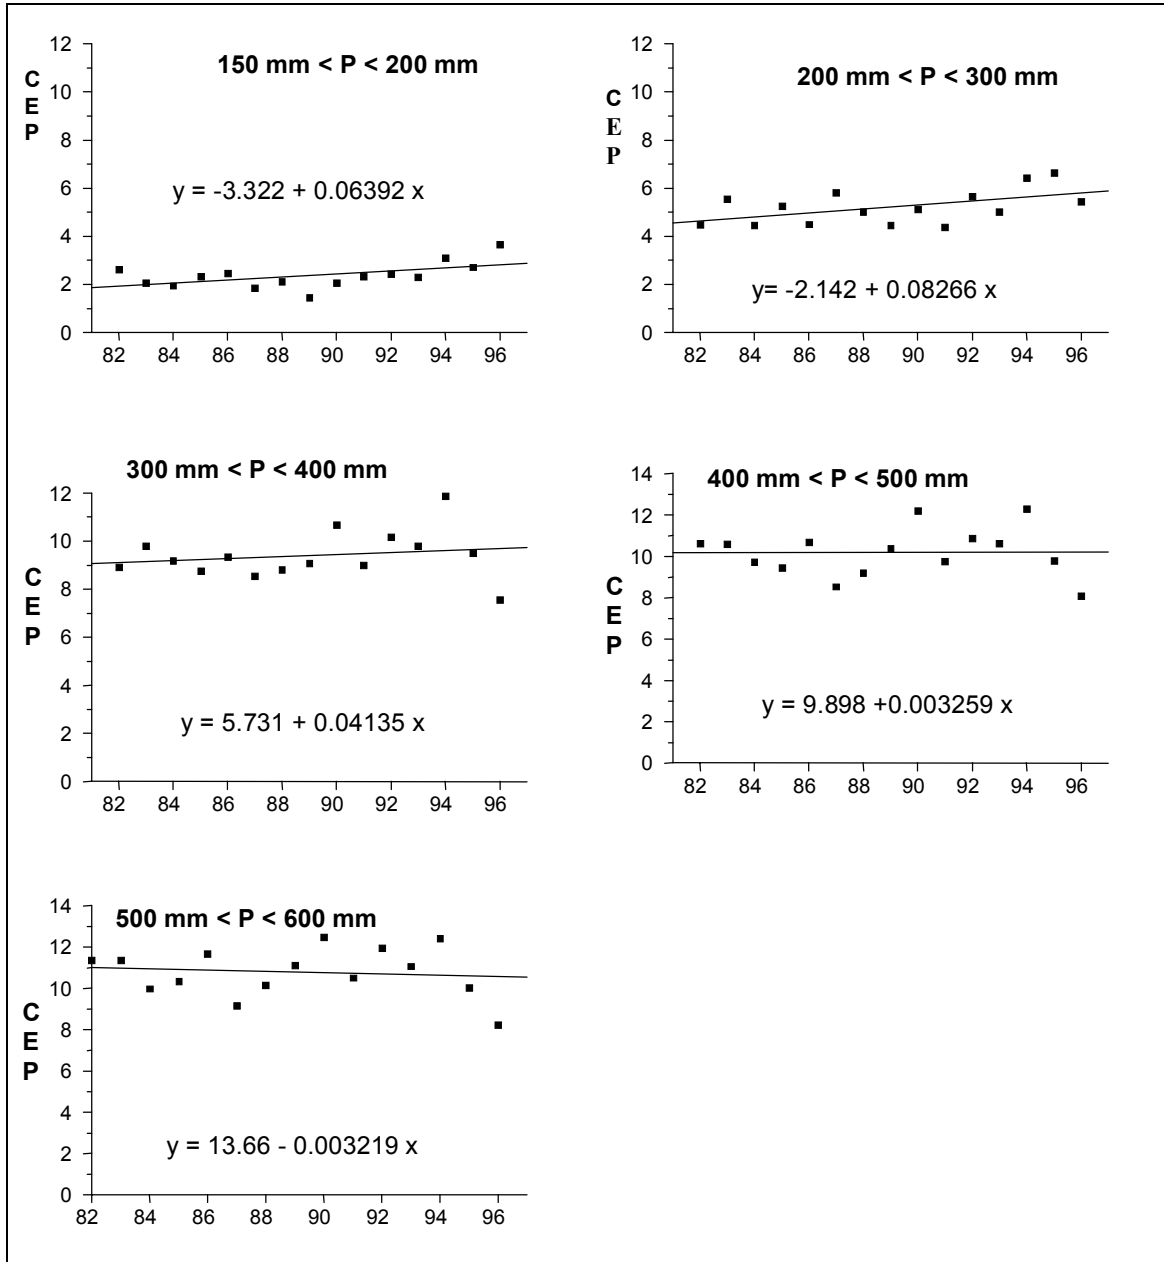 150 mm < P < 200 mm
C
E
P
12
10
8
6
4
2
0
y = -3.322 + 0.06392 x
82 84 86 88 90 92 94 96
200 mm < P < 300 mm
C
E
P
12
10
8
6
4
2
0
y= -2.142 + 0.08266 x
82 84 86 88 90 92 94 96
300 mm < P < 400 mm
C
E
P
12
10
8
6
4
2
0
y = 5.731 + 0.04135 x
82 84 86 88 90 92 94 96
400 mm < P < 500 mm
C
E
P
14
12
10
8
6
4
2
0
y = 9.898 +0.003259 x
82 84 86 88 90 92 94 96
500 mm < P < 600 mm
C
E
P
14
12
10
8
6
4
2
0
y = 13.66 - 0.003219 x
82 84 86 88 90 92 94 96